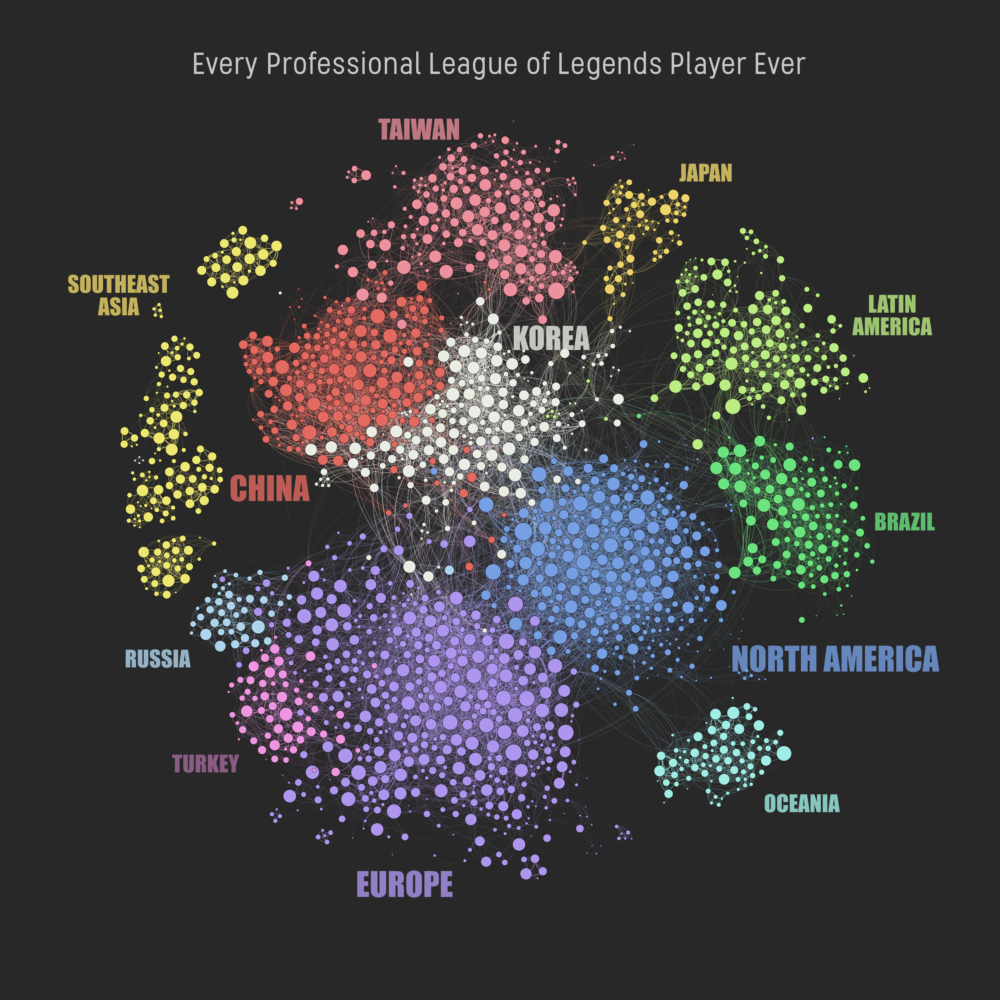 Every Professional League of Legends Player Ever
TAIWAN
JAPAN
SOUTHEAST
ASIA
LATIN
AMERICA
KOREA
CHINA
BRAZIL
RUSSIA
NORTH AMERICA
TURKEY
OCEANIA
EUROPE